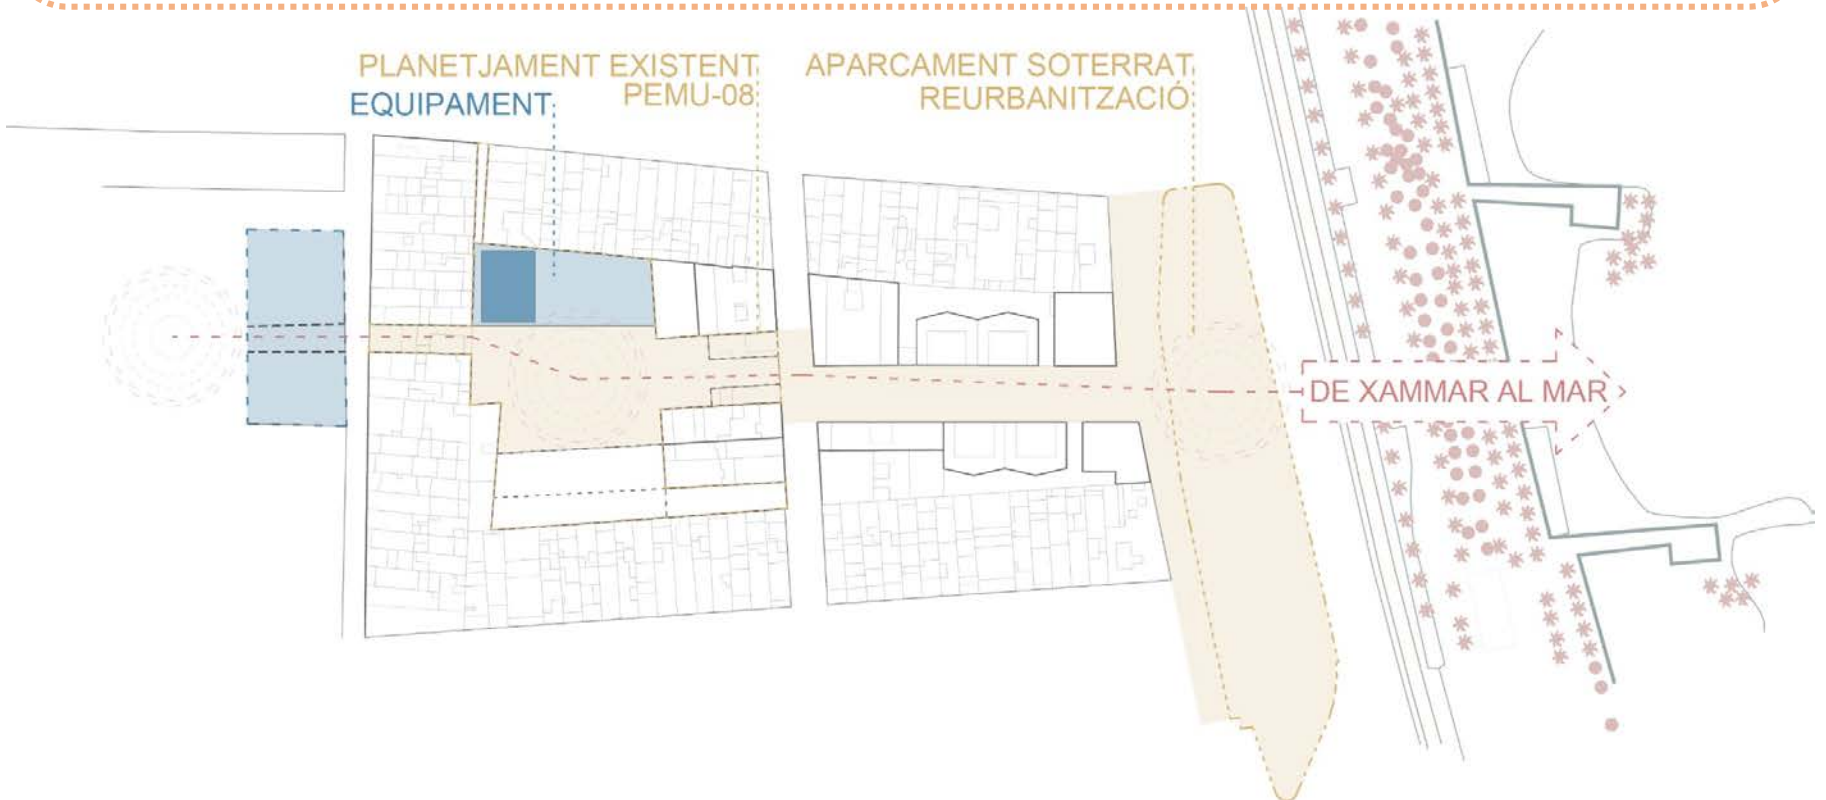 PLANETJAMENT EXISTENT
PEMU-08
EQUIPAMENT
APARCAMENT SOTERRAT
REURBANITZACIÓ
DE XAMMAR AL MAR